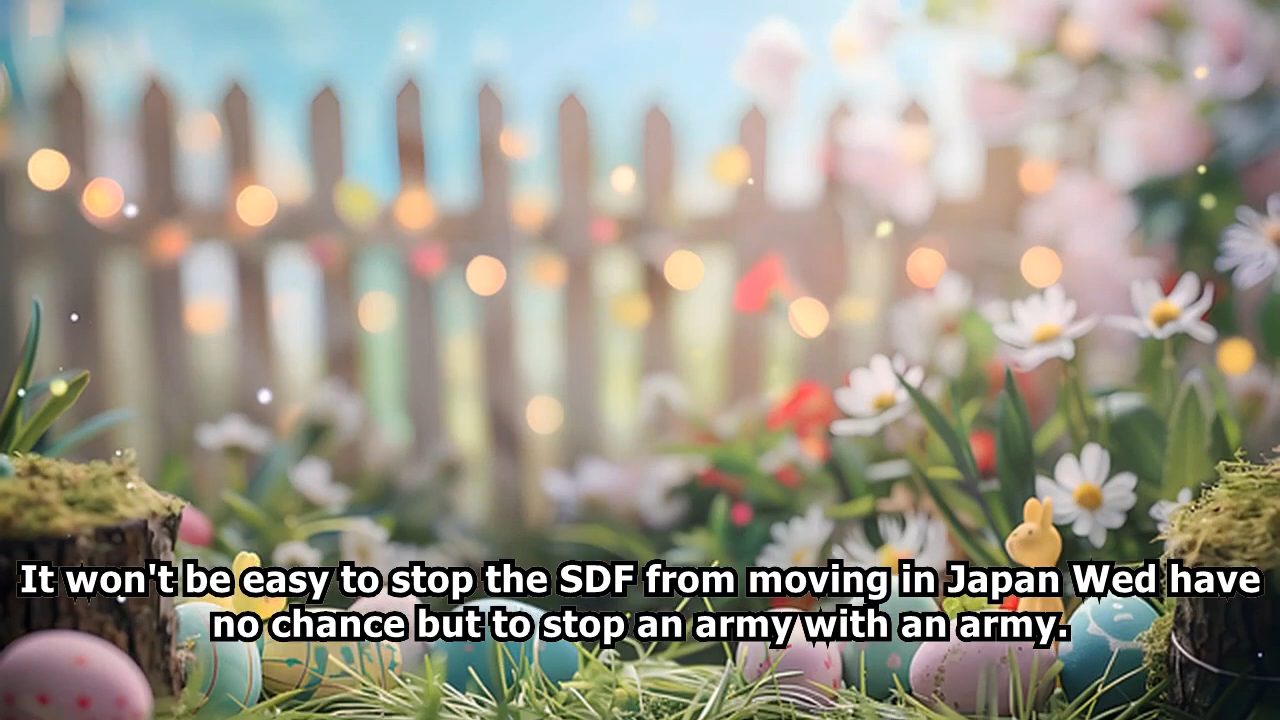 It won't be easy to stop the SDF from moving in Japan Wed have
no chance but to stop an army with an army.